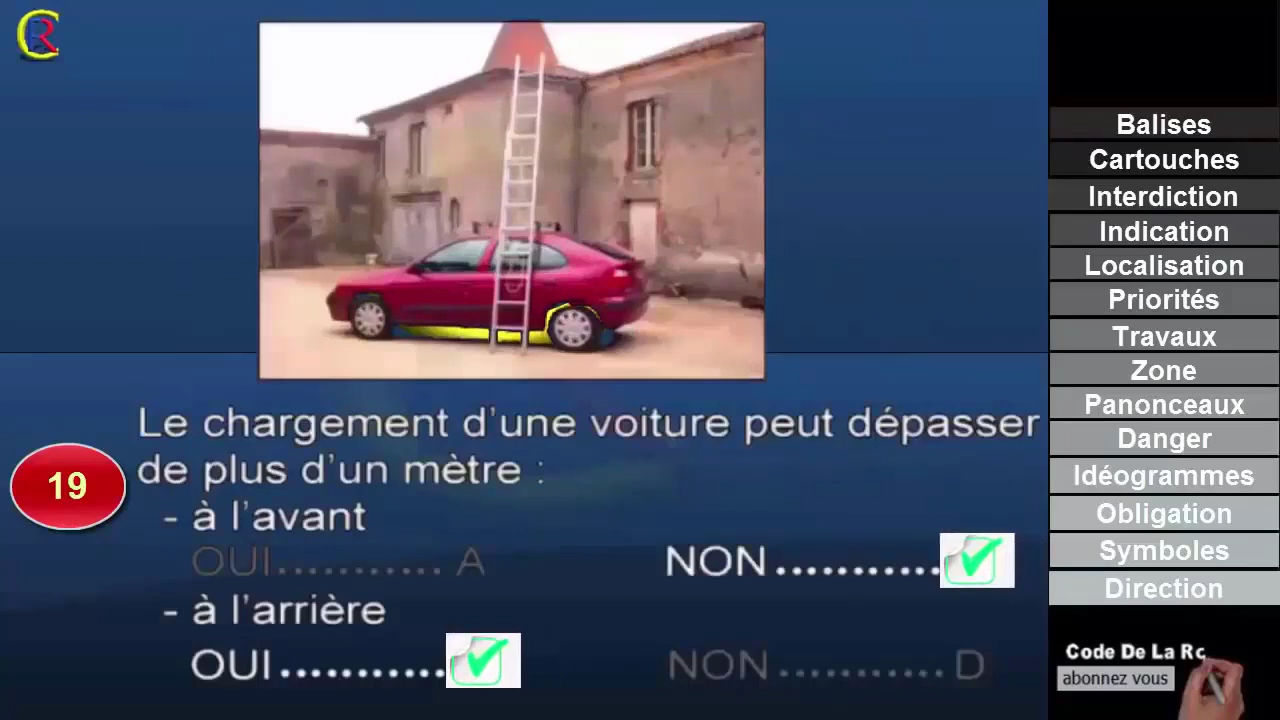 CR
Le chargement d'une voiture peut dépasser
de plus d'un mètre :
19
- à l'avant
OUI........... A NON...........
- à l'arrière
OUI........... NON........... D
Balises
Cartouches
Interdiction
Indication
Localisation
Priorités
Travaux
Zone
Panonceaux
Danger
Idéogrammes
Obligation
Symboles
Direction
Code De La Rc
abonnez vous